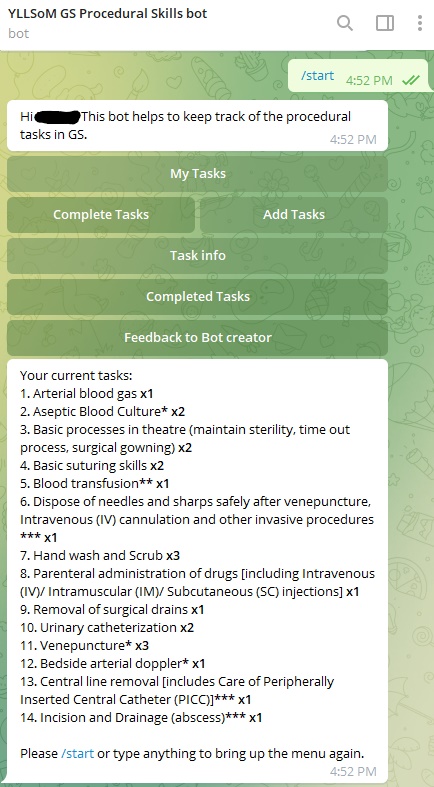 YLLSoM GS Procedural Skills bot
bot
/start 4:52 PM
Hi This bot helps to keep track of the procedural
tasks in GS.
4:52 PM
My Tasks
Complete Tasks
Add Tasks
Task info
Completed Tasks
Feedback to Bot creator
Your current tasks:
1. Arterial blood gas x1
2. Aseptic Blood Culture* x2
3. Basic processes in theatre (maintain sterility, time out
process, surgical gowning) x2
4. Basic suturing skills x2
5. Blood transfusion** x1
6. Dispose of needles and sharps safely after venepuncture,
Intravenous (IV) cannulation and other invasive procedures
*** x1
7. Hand wash and Scrub x3
8. Parenteral administration of drugs [including Intravenous
(IV)/ Intramuscular (IM)/ Subcutaneous (SC) injections] x1
9. Removal of surgical drains x1
10. Urinary catheterization x2
11. Venepuncture* x3
12. Bedside arterial doppler* x1
13. Central line removal [includes Care of Peripherally
Inserted Central Catheter (PICC)]*** x1
14. Incision and Drainage (abscess)*** x1
Please /start or type anything to bring up the menu again.
4:52 PM